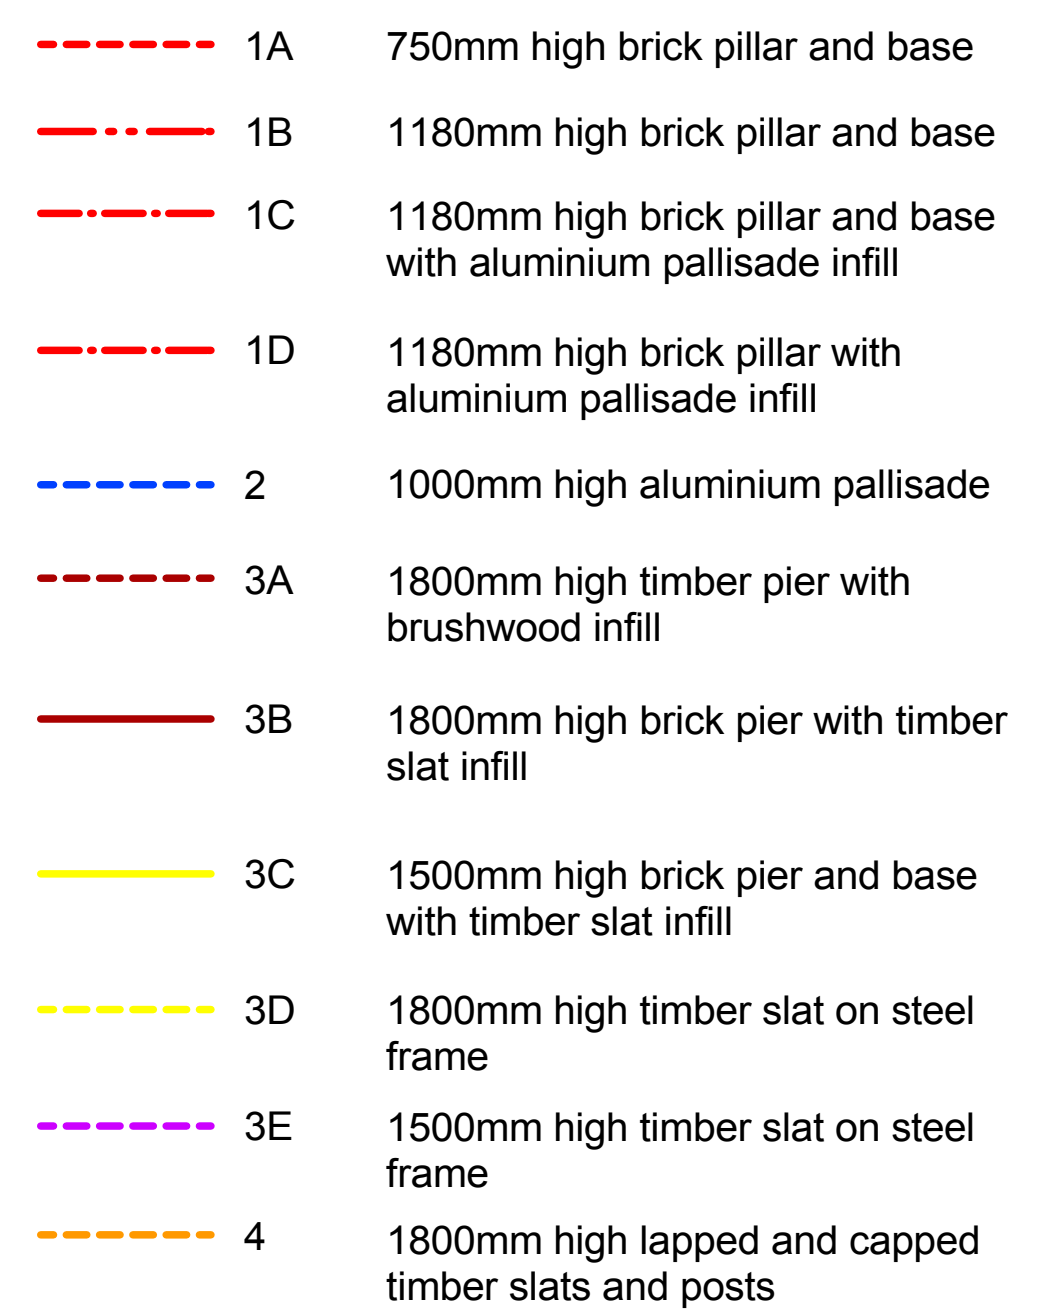 1A 750mm high brick pillar and base
1B 1180mm high brick pillar and base
1C 1180mm high brick pillar and base
with aluminium pallisade infill
1D 1180mm high brick pillar with
aluminium pallisade infill
2 1000mm high aluminium pallisade
3A 1800mm high timber pier with
brushwood infill
3B 1800mm high brick pier with timber
slat infill
3C 1500mm high brick pier and base
with timber slat infill
3D 1800mm high timber slat on steel
frame
3E 1500mm high timber slat on steel
frame
4 1800mm high lapped and capped
timber slats and posts